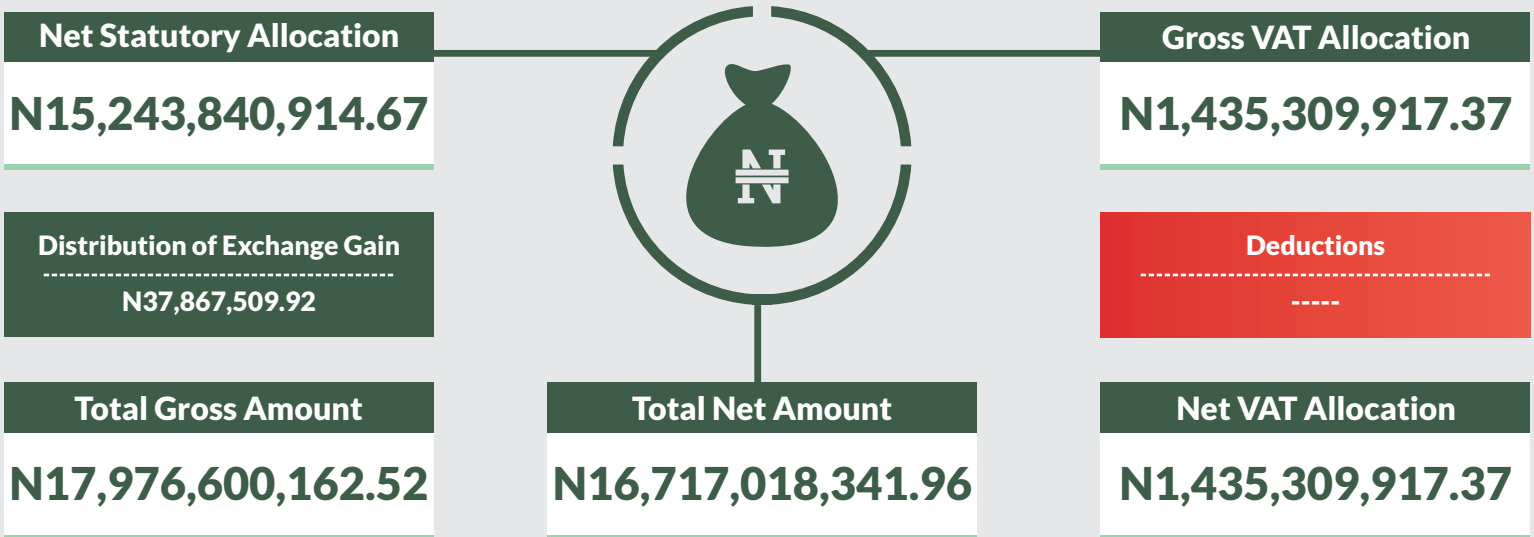 Net Statutory Allocation
N15,243,840,914.67
Gross VAT Allocation
N1,435,309,917.37
N
Distribution of Exchange Gain
N37,867,509.92
Deductions
-----
Total Gross Amount
N17,976,600,162.52
Total Net Amount
N16,717,018,341.96
Net VAT Allocation
N1,435,309,917.37